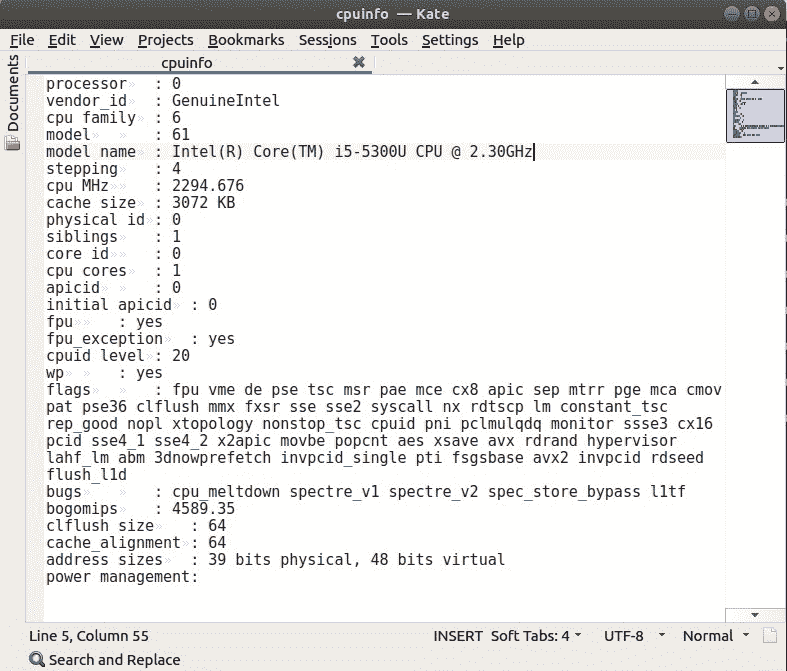 cpuinfo — Kate
File Edit View Projects Bookmarks Sessions Tools Settings Help
cpuinfo
Documents
processor : 0
vendor_id : GenuineIntel
cpu family : 6
model : 61
model name : Intel(R) Core(TM) i5-5300U CPU @ 2.30GHz
stepping : 4
cpu MHz : 2294.676
cache size : 3072 KB
physical id : 0
siblings : 1
core id : 0
cpu cores : 1
apicid : 0
initial apicid : 0
fpu : yes
fpu_exception : yes
cpuid level : 20
wp : yes
flags : fpu vme de pse tsc msr pae mce cx8 apic sep mtrr pge mca cmov
pat pse36 clflush mmx fxsr sse sse2 syscall nx rdtscp lm constant_tsc
rep_good nopl xtopology nonstop_tsc cpuid pni pclmulqdq monitor ssse3 cx16
pcid sse4_1 sse4_2 x2apic movbe popcnt aes xsave avx rdrand hypervisor
lahf_lm abm 3dnowprefetch invpcid_single pti fsgsbase avx2 invpcid rdseed
flush_l1d
bugs : cpu_meltdown spectre_v1 spectre_v2 spec_store_bypass l1tf
bogomips : 4589.35
clflush size : 64
cache_alignment : 64
address sizes : 39 bits physical, 48 bits virtual
power management:
Line 5, Column 55 INSERT Soft Tabs: 4 UTF-8 Normal
Search and Replace